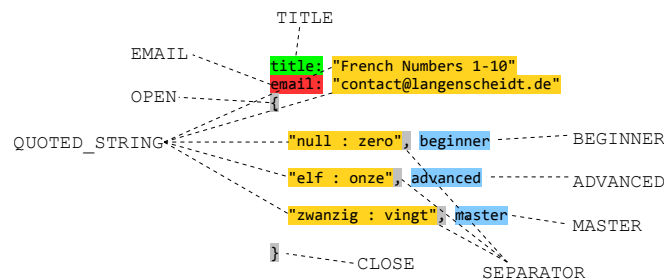 TITLE
EMAIL
title: "French Numbers 1-10"
email: "contact@langenscheidt.de"
OPEN
{
QUOTED_STRING
"null : zero", beginner
BEGINNER
"elf : onze", advanced
ADVANCED
"zwanzig : vingt", master
MASTER
}
CLOSE
SEPARATOR